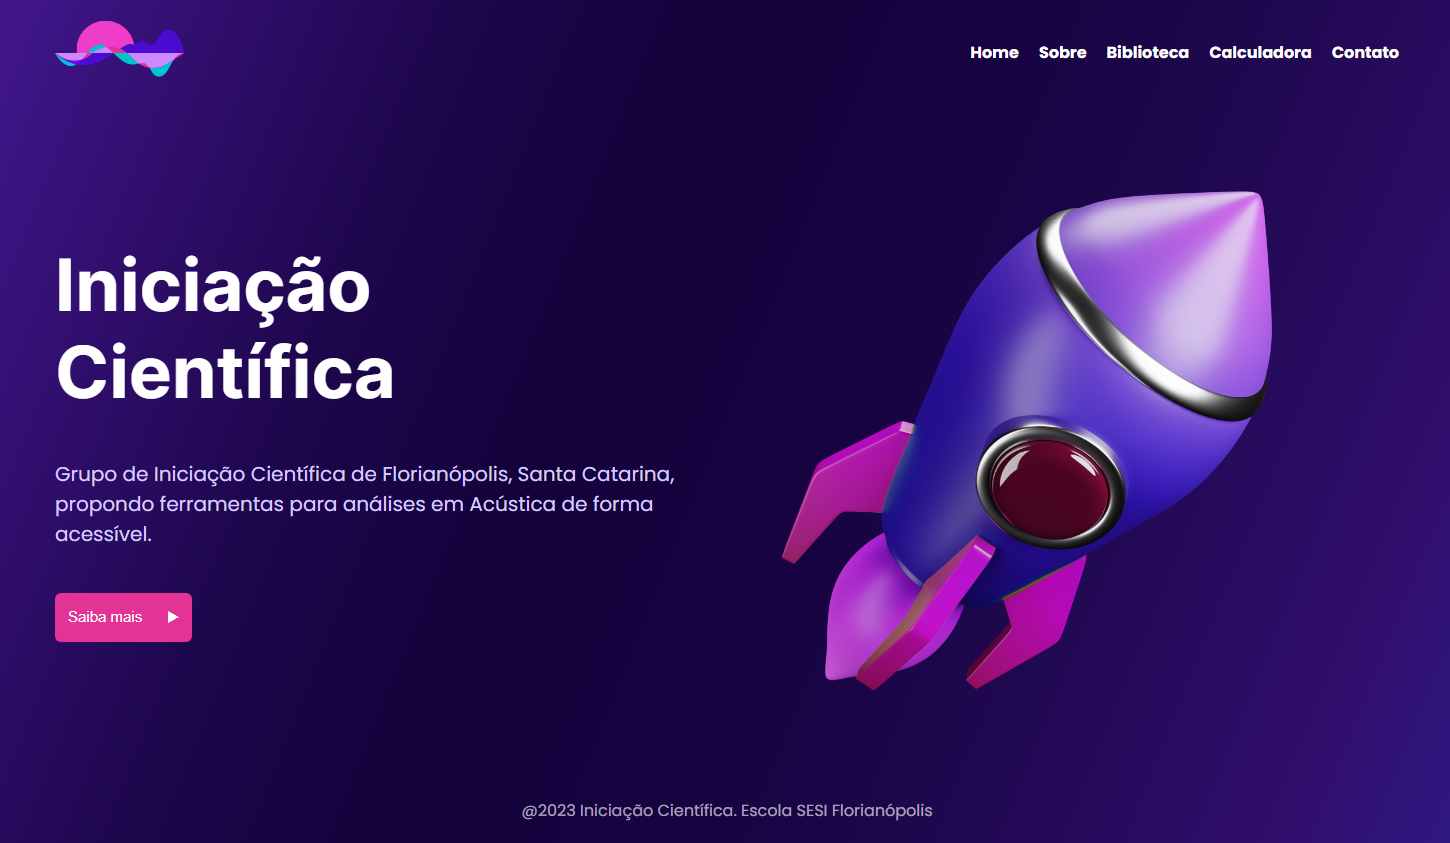 Home Sobre Biblioteca Calculadora Contato
Iniciação
Científica
Grupo de Iniciação Científica de Florianópolis, Santa Catarina,
propondo ferramentas para análises em Acústica de forma
acessível.
Saiba mais
@2023 Iniciação Científica. Escola SESI Florianópolis